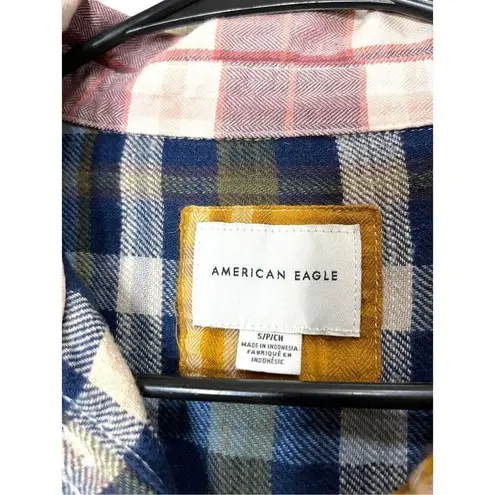 AMERICAN EAGLE
S/P/CH
MADE IN INDONESIA
FABRIQUÉ EN
INDONÉSIE